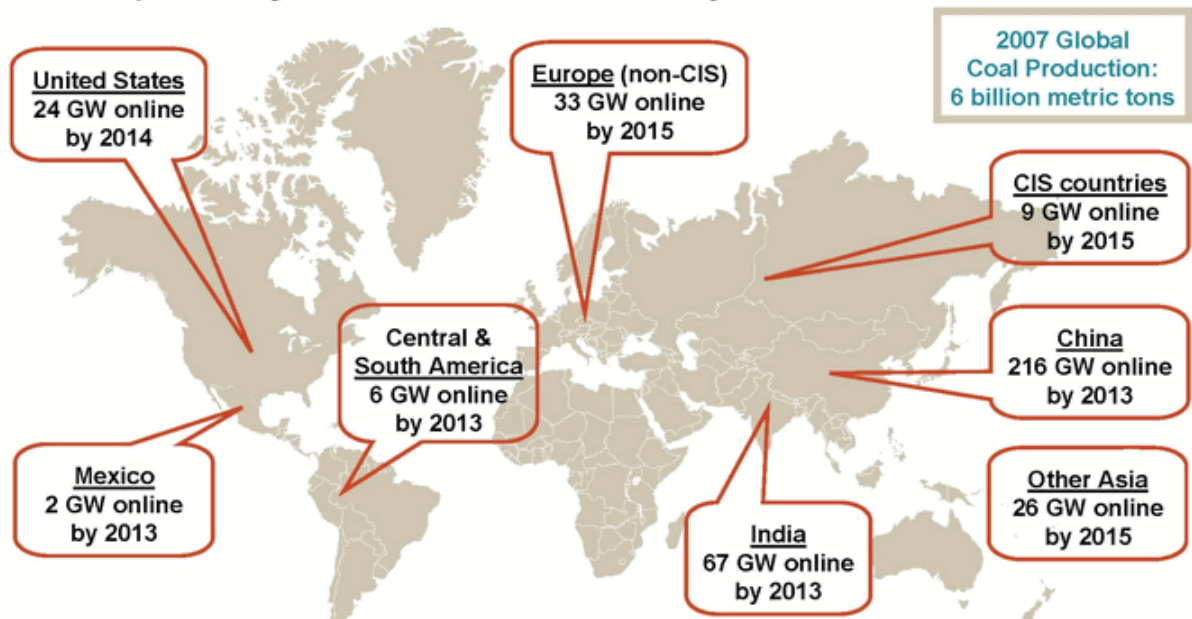 2007 Global
Coal Production:
6 billion metric tons
United States
24 GW online
by 2014
Europe (non-CIS)
33 GW online
by 2015
CIS countries
9 GW online
by 2015
Central &
South America
6 GW online
by 2013
China
216 GW online
by 2013
Mexico
2 GW online
by 2013
Other Asia
26 GW online
by 2015
India
67 GW online
by 2013